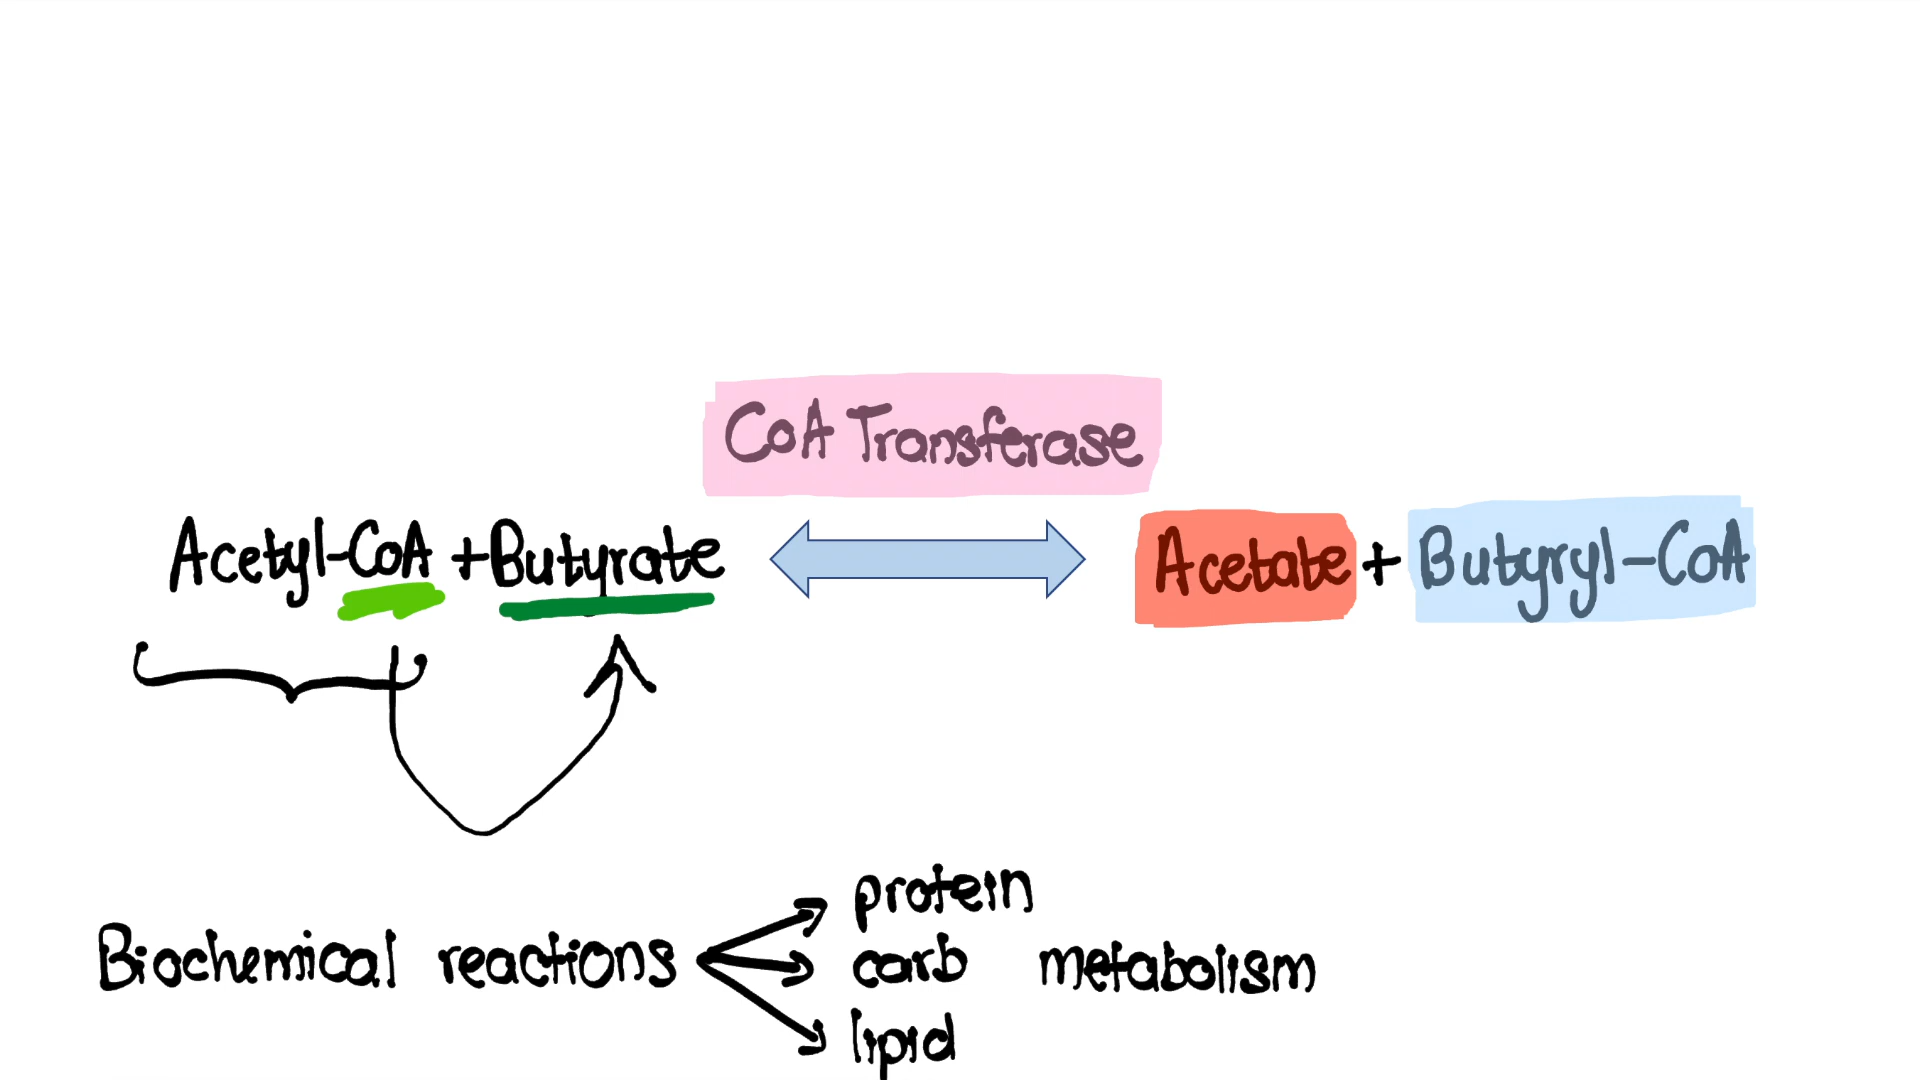 CoA Transferase
Acetyl-CoA + Butyrate
Acetate + Butyryl-CoA
protein
Biochemical reactions carb metabolism
lipid